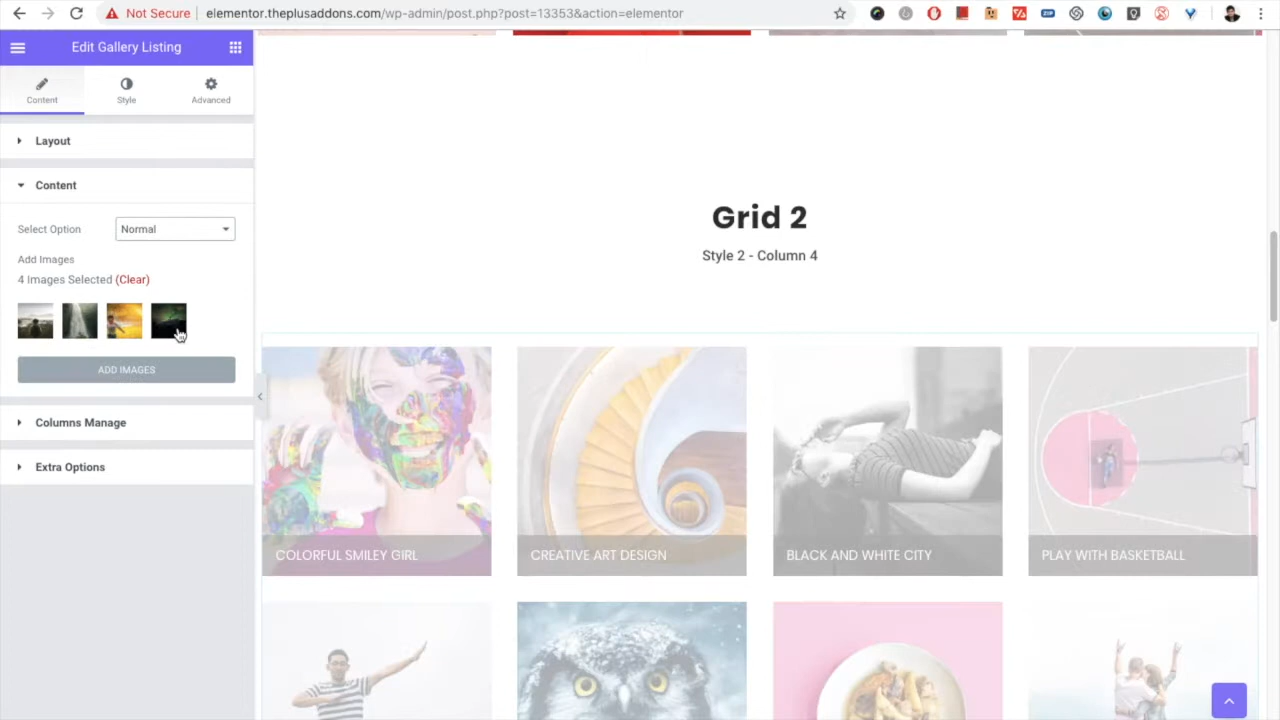 Not Secure
elementor.theplusaddons.com/wp-admin/post.php?post=13353&action=elementor
ZIP
Edit Gallery Listing
Content
Style
Advanced
Layout
Content
Select Option
Normal
Add Images
4 Images Selected (Clear)
ADD IMAGES
Columns Manage
Extra Options
Grid 2
Style 2 - Column 4
COLORFUL SMILEY GIRL
CREATIVE ART DESIGN
BLACK AND WHITE CITY
PLAY WITH BASKETBALL